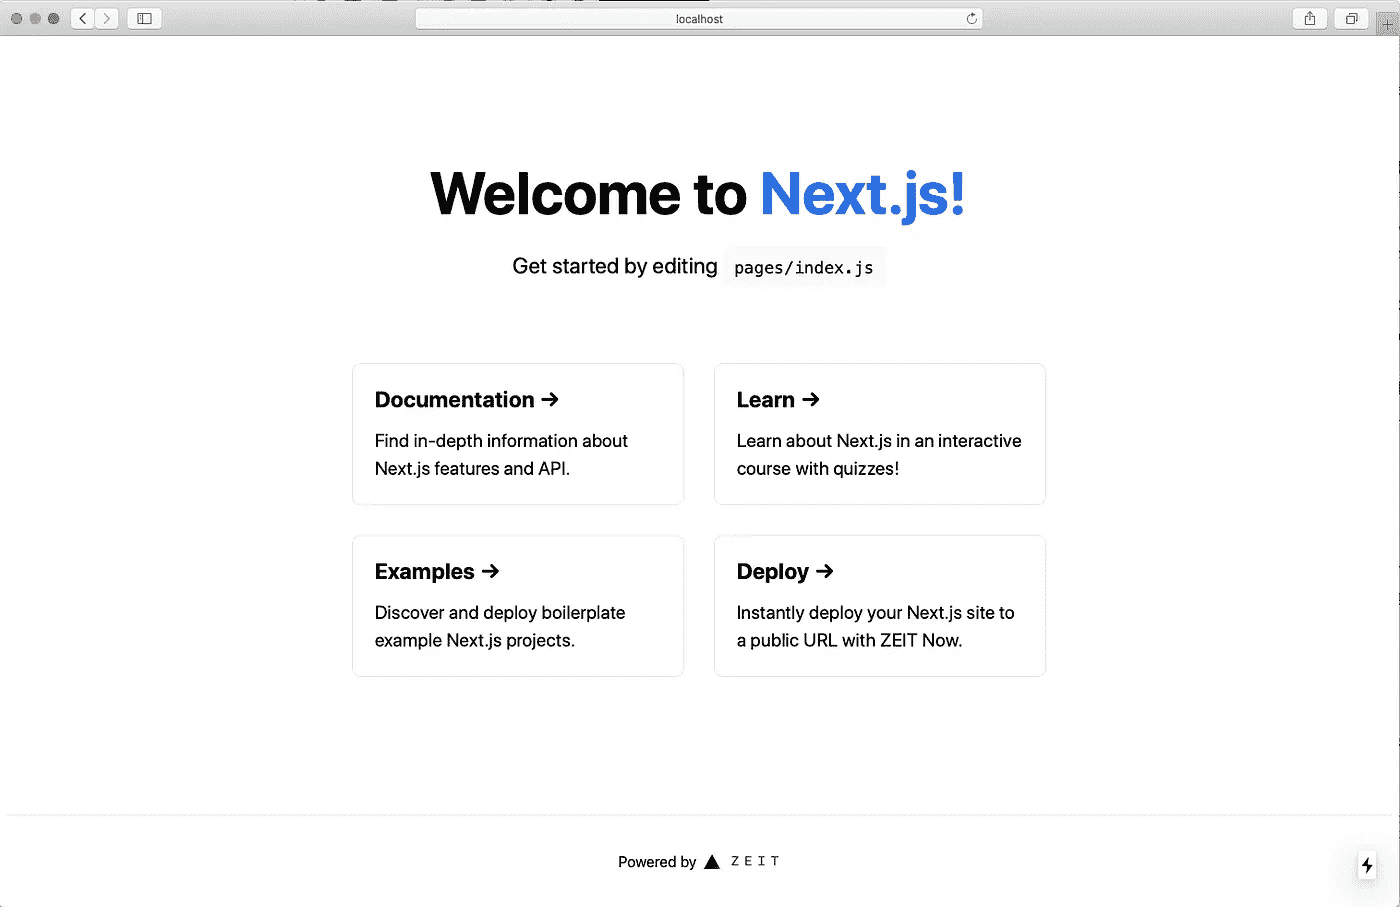 localhost
Welcome to Next.js!
Get started by editing pages/index.js
Documentation →
Find in-depth information about
Next.js features and API.
Learn →
Learn about Next.js in an interactive
course with quizzes!
Examples →
Discover and deploy boilerplate
example Next.js projects.
Deploy →
Instantly deploy your Next.js site to
a public URL with ZEIT Now.
Powered by ZEIT